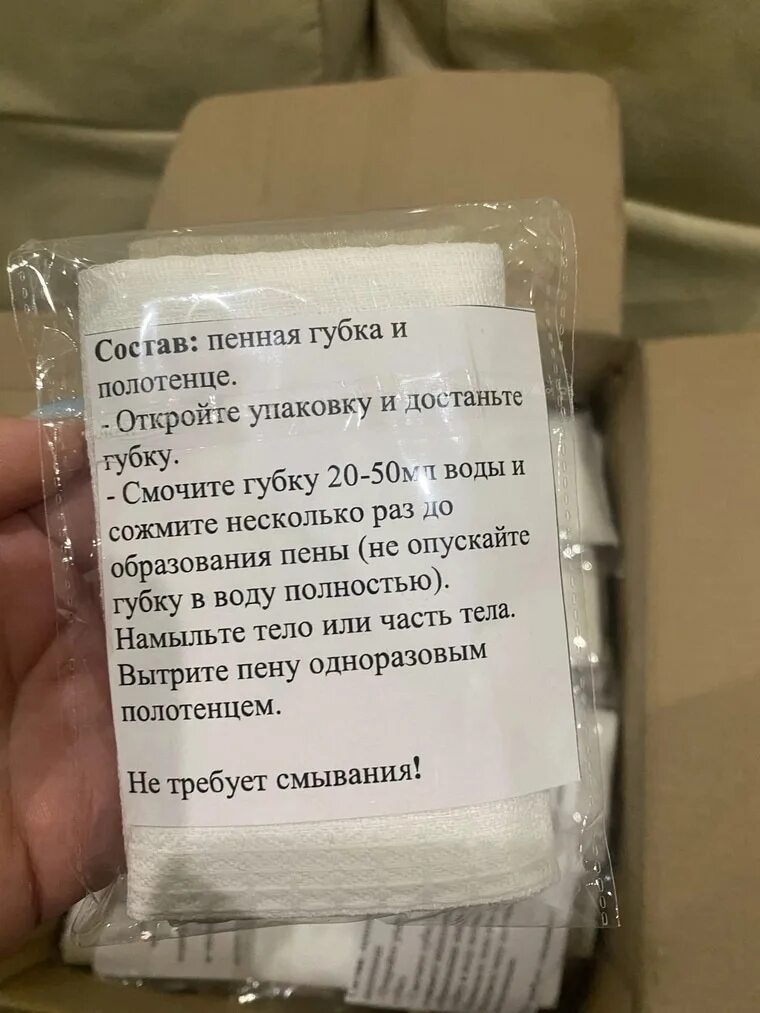 Состав: пенная губка и
полотенце.
- Откройте упаковку и достаньте
губку.
- Смочите губку 20-50мл воды и
сожмите несколько раз до
образования пены (не опускайте
губку в воду полностью).
Намыльте тело или часть тела.
Вытрите пену одноразовым
полотенцем.
Не требует смывания!